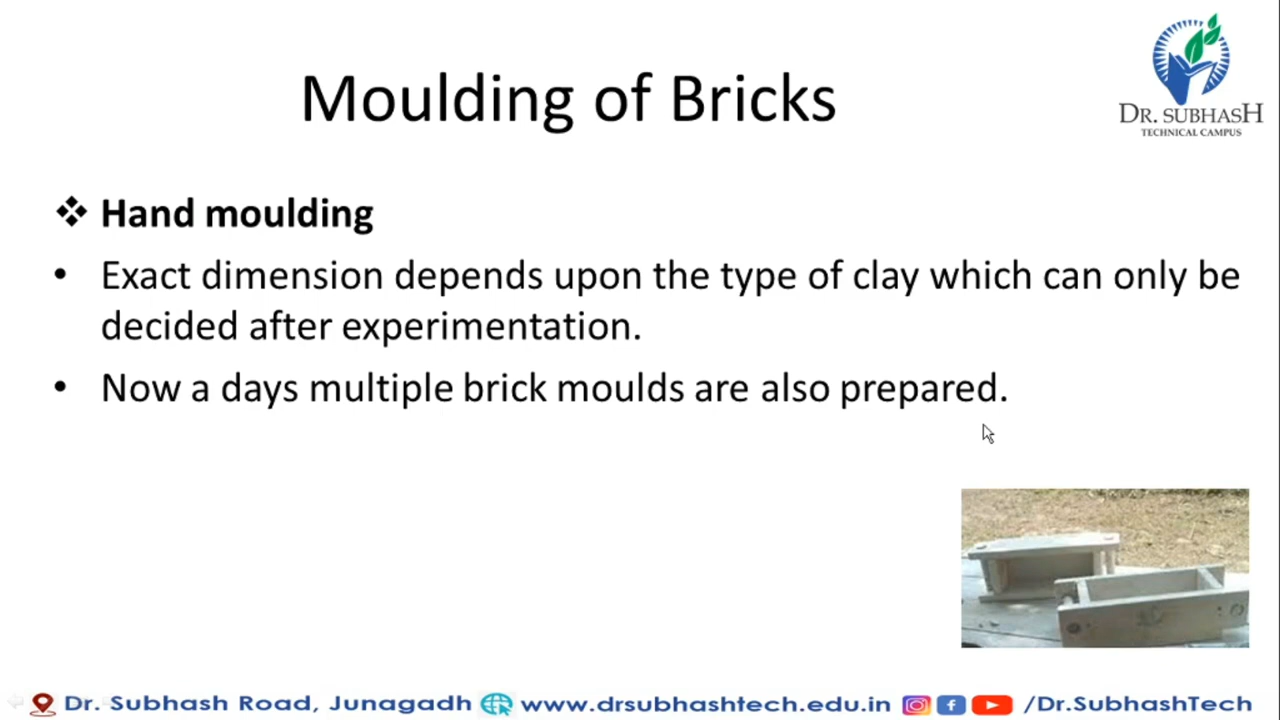 Moulding of Bricks
DR. SUBHASH
TECHNICAL CAMPUS
❖ Hand moulding
• Exact dimension depends upon the type of clay which can only be
decided after experimentation.
• Now a days multiple brick moulds are also prepared.
Dr. Subhash Road, Junagadh www.drsubhashtech.edu.in /Dr.SubhashTech